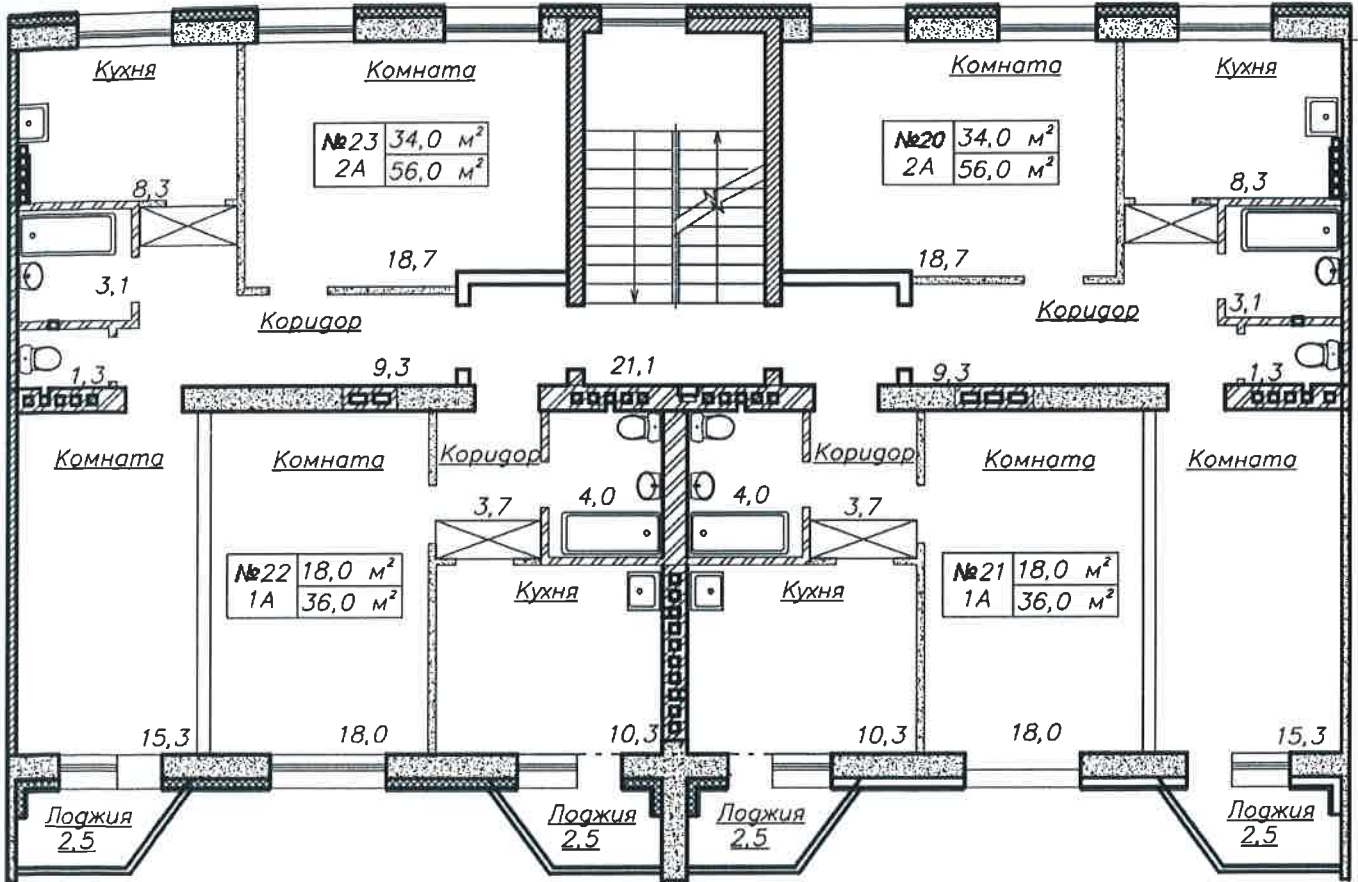 Кухня
Комната
Комната
Кухня
№23 34,0 м²
2А 56,0 м²
№20 34,0 м²
2А 56,0 м²
8,3
8,3
18,7
18,7
3,1
3,1
Коридор
Коридор
1,3
9,3
21,1
9,3
1,3
Комната
Комната
Коридор
Коридор
Комната
Комната
3,7
4,0
4,0
3,7
№22 18,0 м²
1А 36,0 м²
Кухня
Кухня
№21 18,0 м²
1А 36,0 м²
15,3
18,0
10,3
10,3
18,0
15,3
Лоджия
2,5
Лоджия
2,5
Лоджия
2,5
Лоджия
2,5